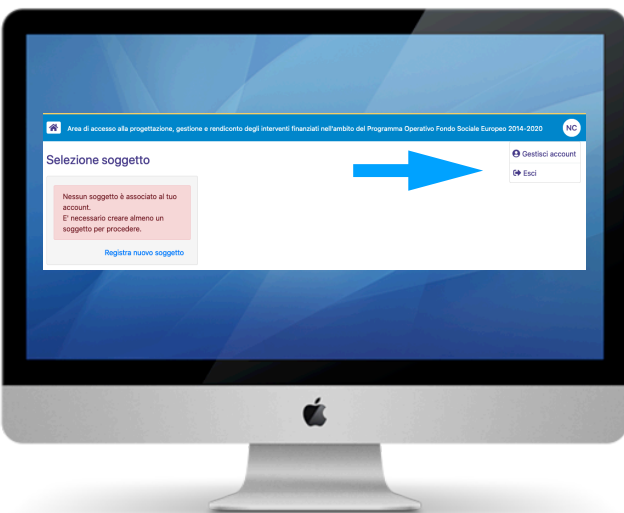 Area di accesso alla progettazione, gestione e rendiconto degli interventi finanziati nell'ambito del Programma Operativo Fondo Sociale Europeo 2014-2020
NC
Selezione soggetto
Gestisci account
Esci
Nessun soggetto è associato al tuo
account.
E' necessario creare almeno un
soggetto per procedere.
Registra nuovo soggetto